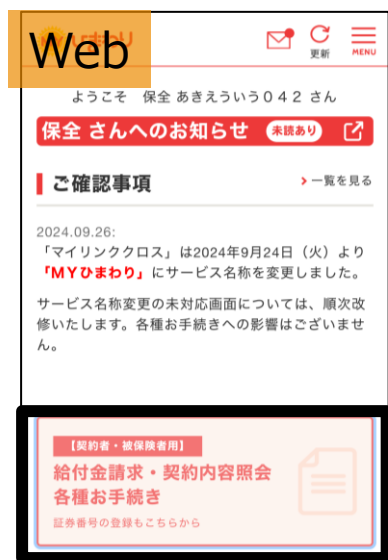 Web
更新
MENU
ようこそ 保全 あきえういう042 さん
保全 さんへのお知らせ 未読あり
ご確認事項
一覧を見る
2024.09.26:
「マイリンククロス」は2024年9月24日（火）より
「MYひまわり」にサービス名称を変更しました。
サービス名称変更の未対応画面については、順次改
修いたします。各種お手続きへの影響はございませ
ん。
【契約者・被保険者用】
給付金請求・契約内容照会
各種お手続き
証券番号の登録もこちらから